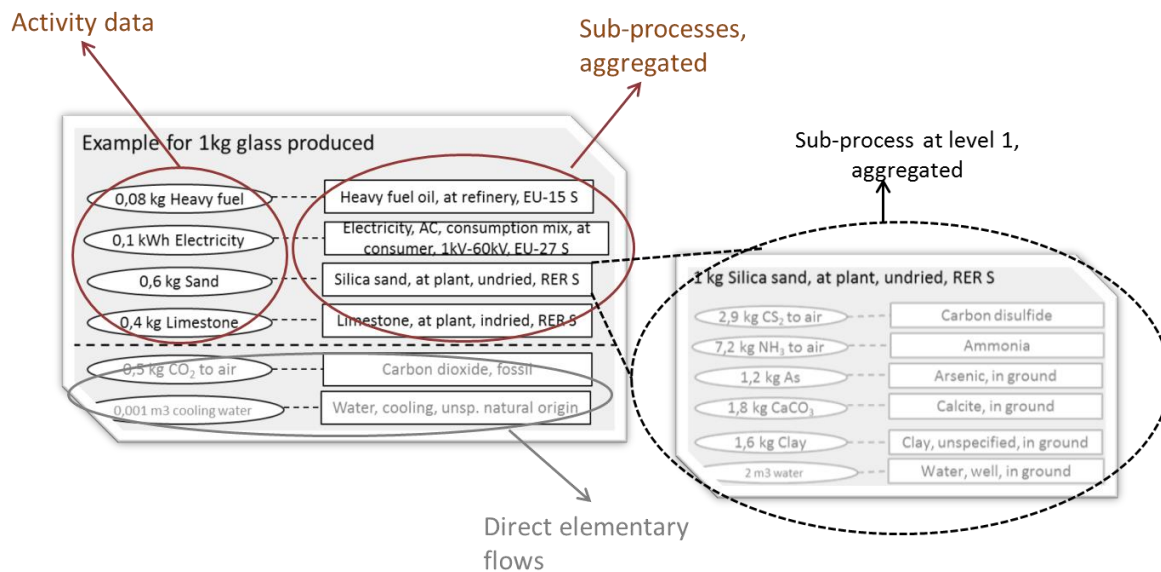 Activity data
Sub-processes,
aggregated
Example for 1kg glass produced
0,08 kg Heavy fuel
Heavy fuel oil, at refinery, EU-15 S
0,1 kWh Electricity
Electricity, AC, consumption mix, at
consumer, 1kV-60kV, EU-27 S
0,6 kg Sand
Silica sand, at plant, undried, RER S
0,4 kg Limestone
Limestone, at plant, indried, RER S
0,5 kg CO₂ to air
Carbon dioxide, fossil
0,001 m3 cooling water
Water, cooling, unsp. natural origin
Direct elementary
flows
Sub-process at level 1,
aggregated
1 kg Silica sand, at plant, undried, RER S
2,9 kg CS₂ to air
Carbon disulfide
7,2 kg NH₃ to air
Ammonia
1,2 kg As
Arsenic, in ground
1,8 kg CaCO₃
Calcite, in ground
1,6 kg Clay
Clay, unspecified, in ground
2 m3 water
Water, well, in ground